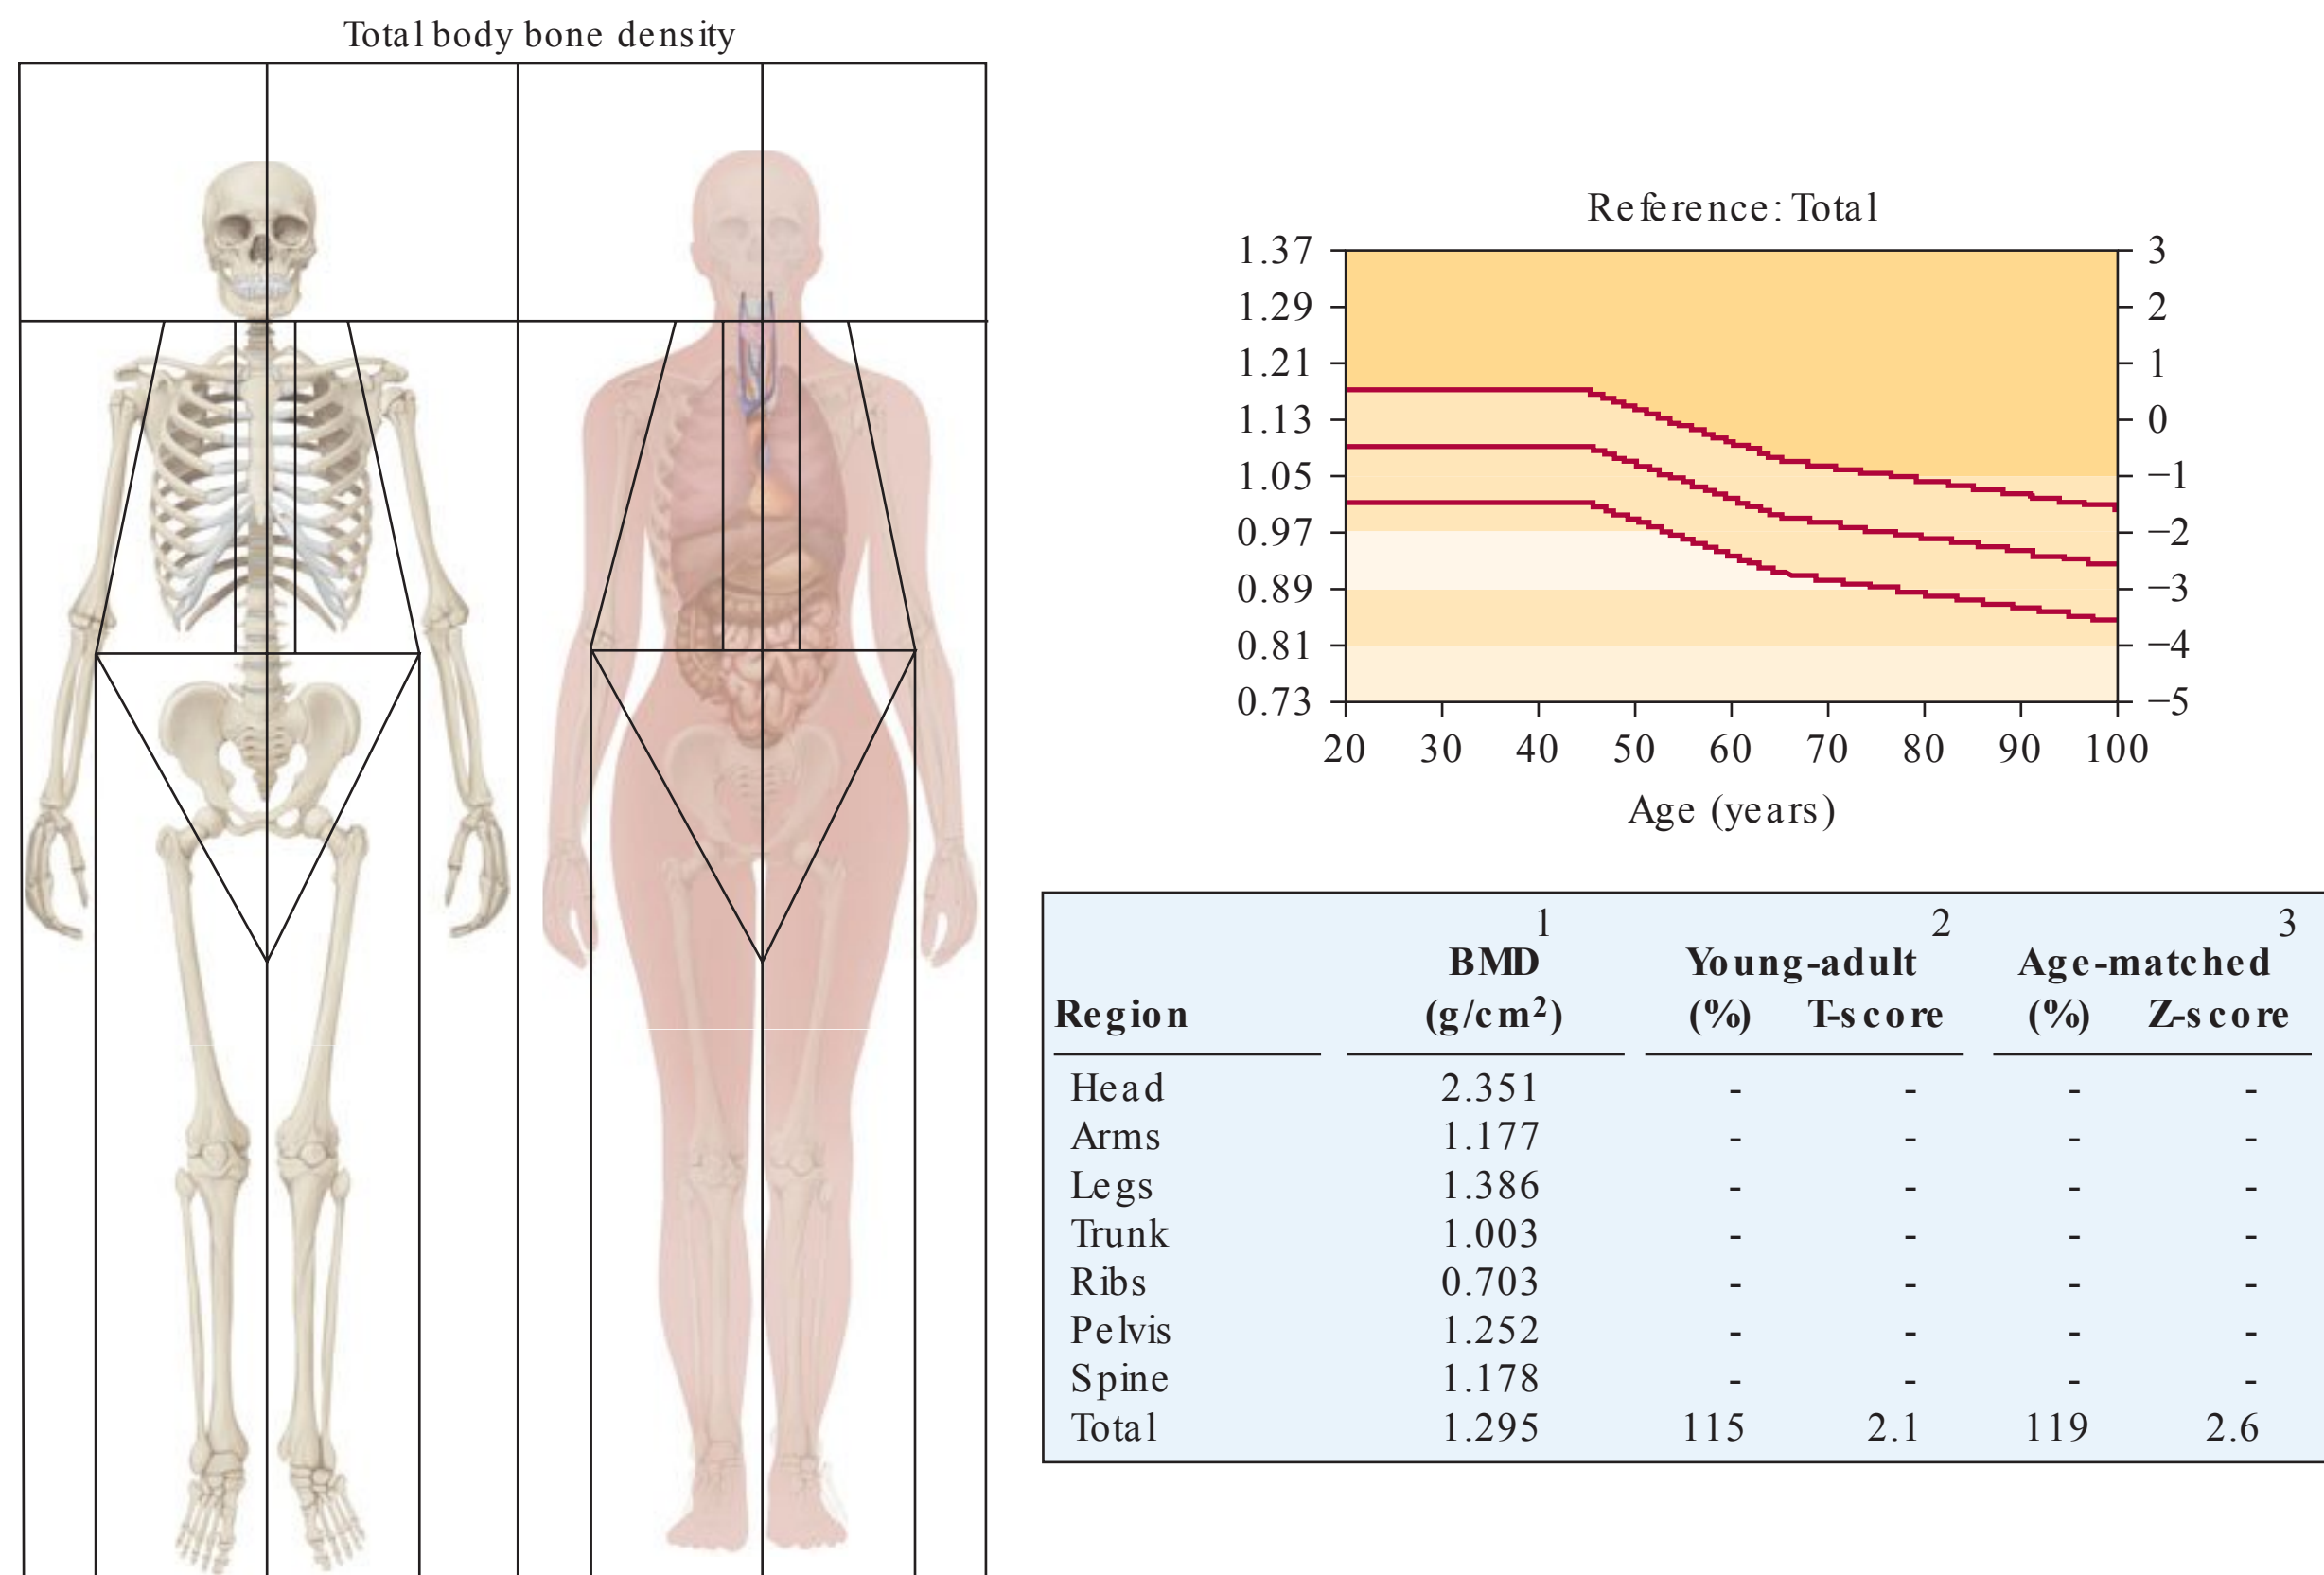 Total body bone density
Reference: Total
1.37 3
1.29 2
1.21 1
1.13 0
1.05 −1
0.97 −2
0.89 −3
0.81 −4
0.73 −5
20 30 40 50 60 70 80 90 100
Age (years)
1 2 3
BMD Young-adult Age-matched
Region (g/cm²) (%) T-score (%) Z-score
Head 2.351 - - - -
Arms 1.177 - - - -
Legs 1.386 - - - -
Trunk 1.003 - - - -
Ribs 0.703 - - - -
Pelvis 1.252 - - - -
Spine 1.178 - - - -
Total 1.295 115 2.1 119 2.6